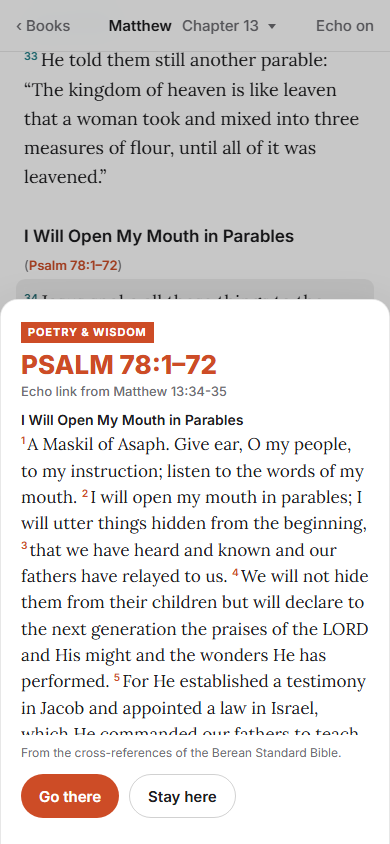 ‹ Books Matthew Chapter 13 Echo on
33 He told them still another parable:
“The kingdom of heaven is like leaven
that a woman took and mixed into three
measures of flour, until all of it was
leavened.”
I Will Open My Mouth in Parables
(Psalm 78:1–72)
34
POETRY & WISDOM
PSALM 78:1–72
Echo link from Matthew 13:34-35
I Will Open My Mouth in Parables
1 A Maskil of Asaph. Give ear, O my people,
to my instruction; listen to the words of my
mouth. 2 I will open my mouth in parables; I
will utter things hidden from the beginning,
3 that we have heard and known and our
fathers have relayed to us. 4 We will not hide
them from their children but will declare to
the next generation the praises of the LORD
and His might and the wonders He has
performed. 5 For He established a testimony
in Jacob and appointed a law in Israel,
which He commanded our fathers to teach
From the cross-references of the Berean Standard Bible.
Go there Stay here